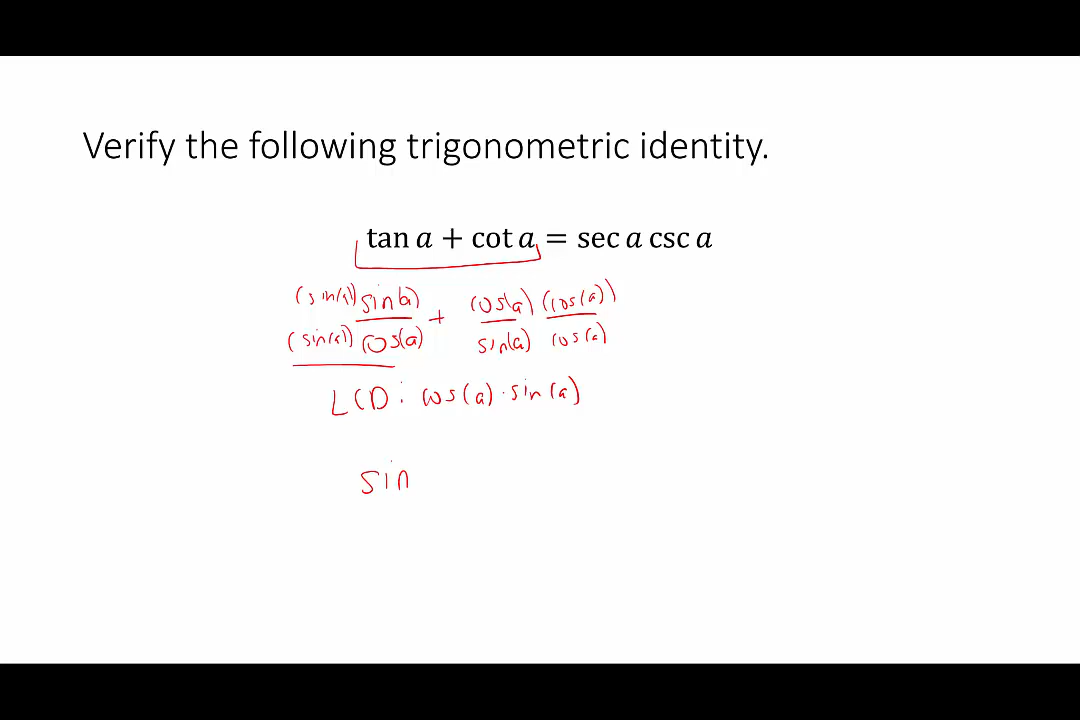 Verify the following trigonometric identity.
tan a + cot a = sec a csc a
(sin(a)) sin(a) + cos(a) (cos(a))
(sin(a)) cos(a) sin(a) cos(a)
LCD: cos(a) · sin(a)
sin